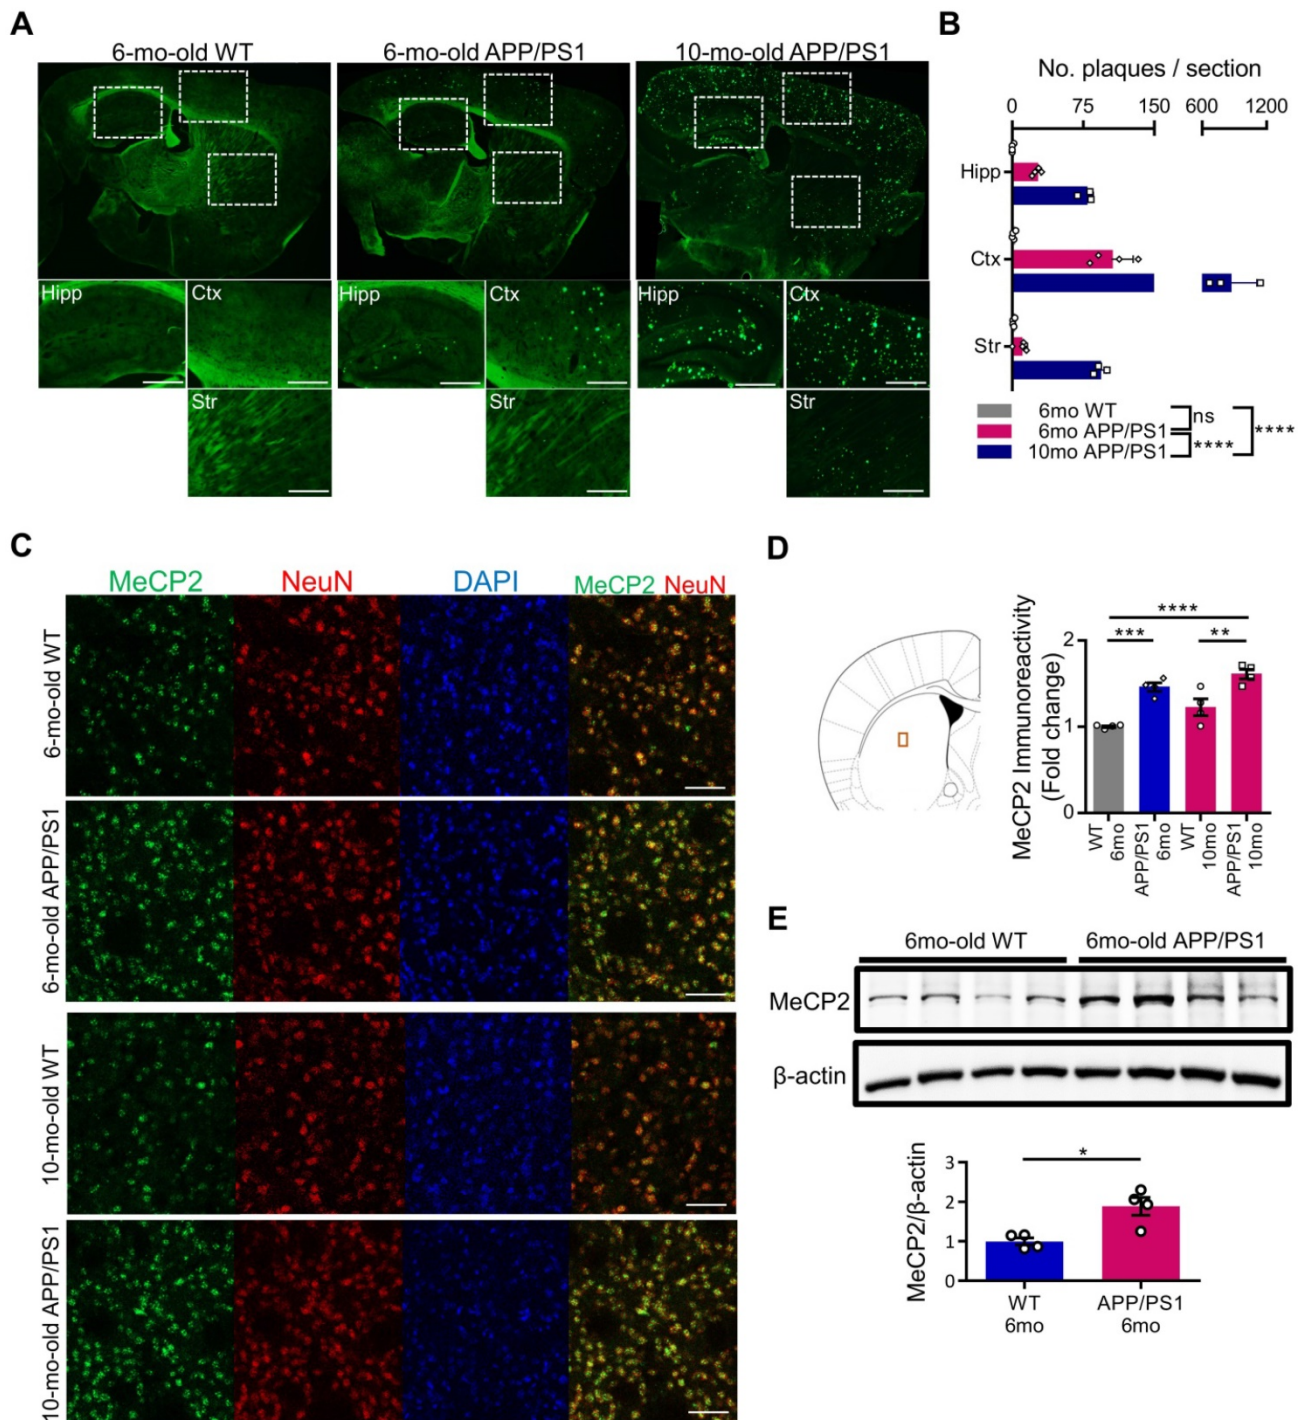 A
6-mo-old WT
6-mo-old APP/PS1
10-mo-old APP/PS1
Hipp
Ctx
Hipp
Ctx
Hipp
Ctx
Str
Str
Str
B
No. plaques / section
0 75 150 600 1200
Hipp
Ctx
Str
6mo WT
6mo APP/PS1
10mo APP/PS1
ns
****
****
C
MeCP2 NeuN DAPI MeCP2 NeuN
6-mo-old WT
6-mo-old APP/PS1
10-mo-old WT
10-mo-old APP/PS1
D
MeCP2 Immunoreactivity
(Fold change)
2
1
0
****
*** **
WT
6mo
APP/PS1
6mo
WT
10mo
APP/PS1
10mo
E
6mo-old WT 6mo-old APP/PS1
MeCP2
β-actin
MeCP2/β-actin
3
2
1
0
*
WT
6mo
APP/PS1
6mo